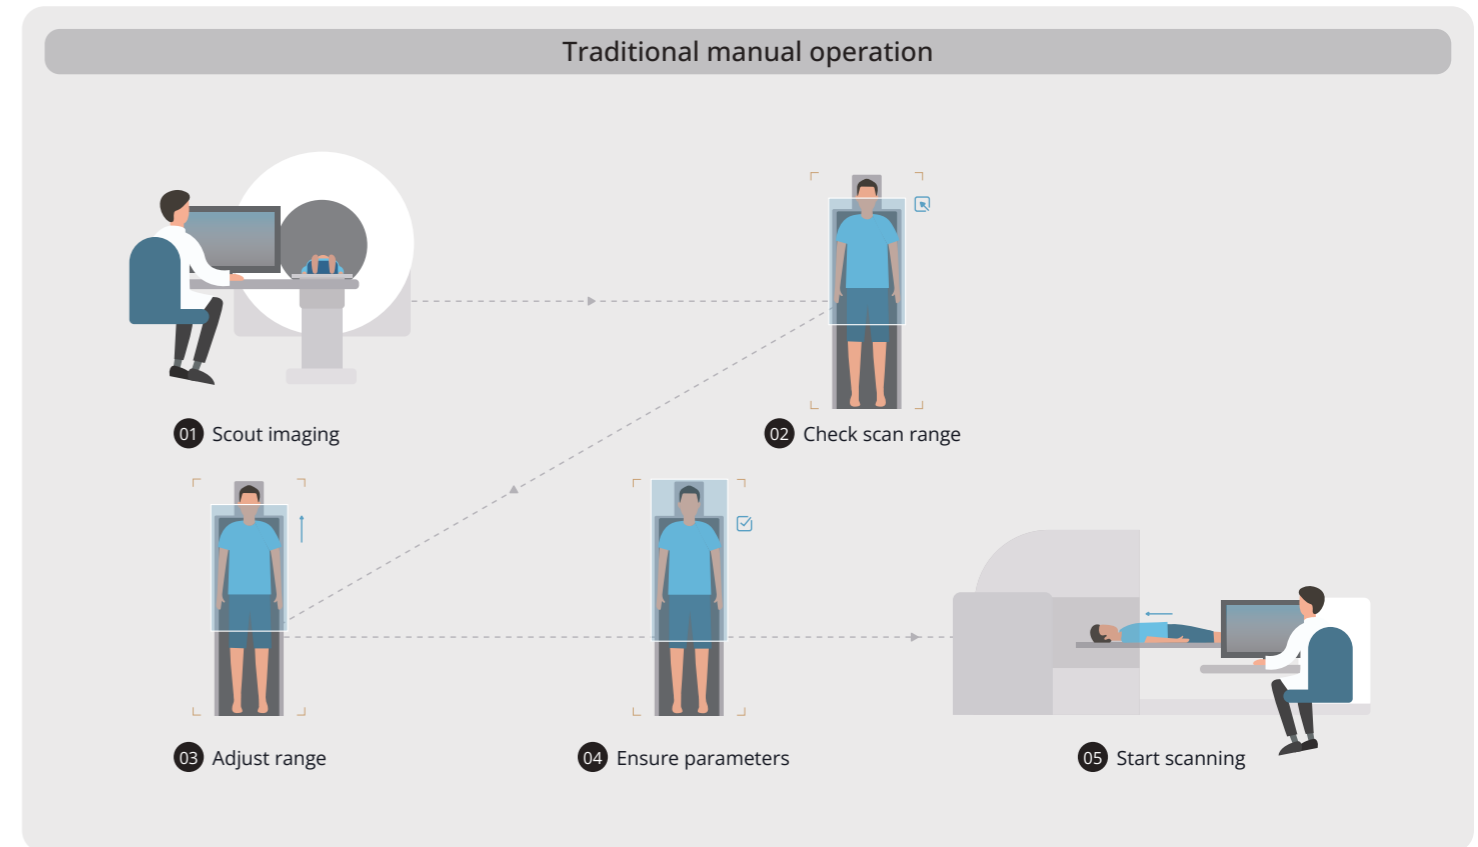 Traditional manual operation
01 Scout imaging
02 Check scan range
03 Adjust range
04 Ensure parameters
05 Start scanning